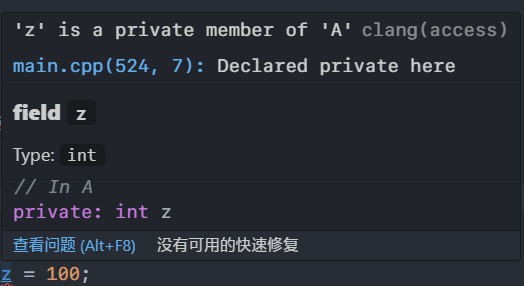 'z' is a private member of 'A' clang(access)
main.cpp(524, 7): Declared private here
field z
Type: int
// In A
private: int z
查看问题 (Alt+F8) 没有可用的快速修复
z = 100;